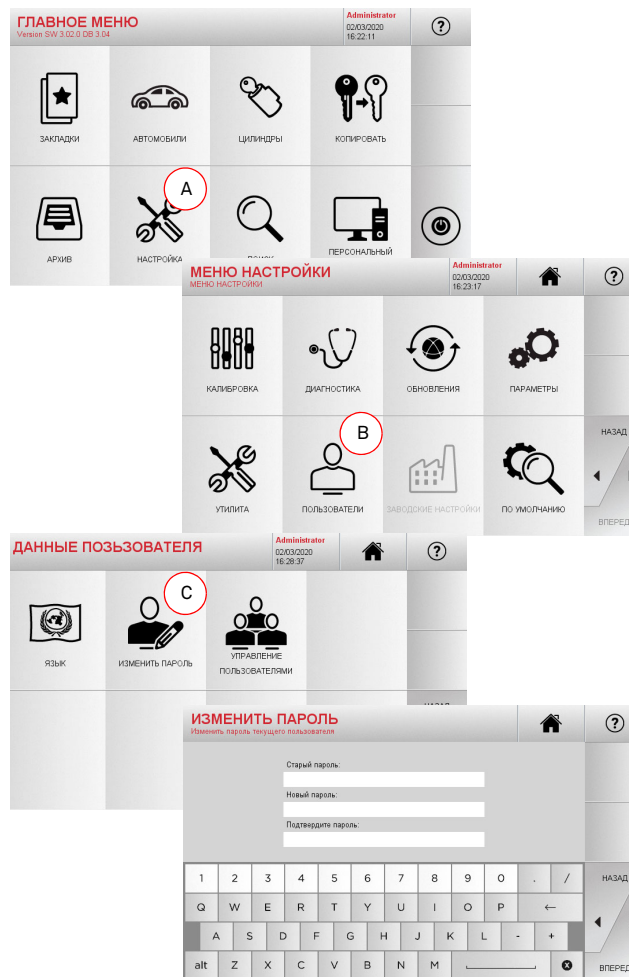 ГЛАВНОЕ МЕНЮ
Version SW 3.02.0 DB 3.04
Administrator
02/03/2020
16:22:11
?
ЗАКЛАДКИ
АВТОМОБИЛИ
ЦИЛИНДРЫ
КОПИРОВАТЬ
A
АРХИВ
НАСТРОЙКА
ПЕРСОНАЛЬНЫЙ
МЕНЮ НАСТРОЙКИ
МЕНЮ НАСТРОЙКИ
Administrator
02/03/2020
16:23:17
?
КАЛИБРОВКА
ДИАГНОСТИКА
ОБНОВЛЕНИЯ
ПАРАМЕТРЫ
B
УТИЛИТА
ПОЛЬЗОВАТЕЛИ
ЗАВОДСКИЕ НАСТРОЙКИ
ПО УМОЛЧАНИЮ
НАЗАД
ВПЕРЕД
ДАННЫЕ ПОЗЬЗОВАТЕЛЯ
Administrator
02/03/2020
16:28:37
?
C
ЯЗЫК
ИЗМЕНИТЬ ПАРОЛЬ
УПРАВЛЕНИЕ
ПОЛЬЗОВАТЕЛЯМИ
ИЗМЕНИТЬ ПАРОЛЬ
Изменить пароль текущего пользователя
?
Старый пароль:
Новый пароль:
Подтвердите пароль:
1 2 3 4 5 6 7 8 9 0 . /
Q W E R T Y U I O P ←
A S D F G H J K L - +
alt Z X C V B N M
НАЗАД
ВПЕРЕД